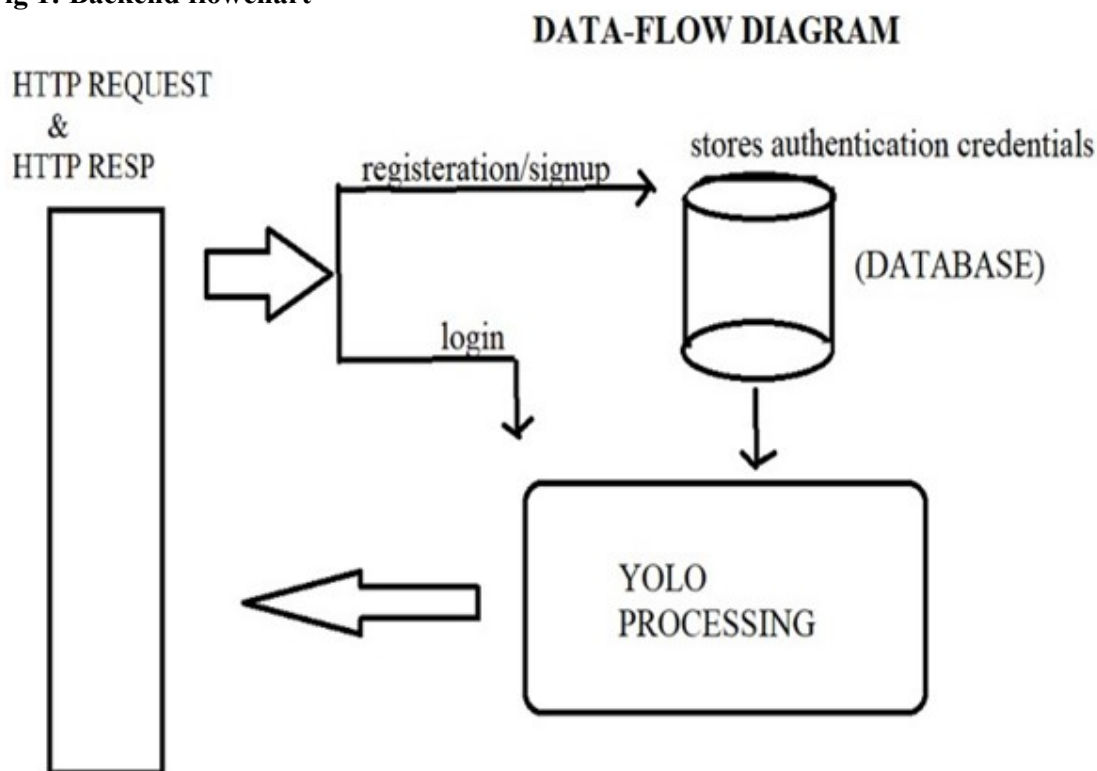 DATA-FLOW DIAGRAM
HTTP REQUEST
&
HTTP RESP
registeration/signup
stores authentication credentials
(DATABASE)
login
YOLO
PROCESSING